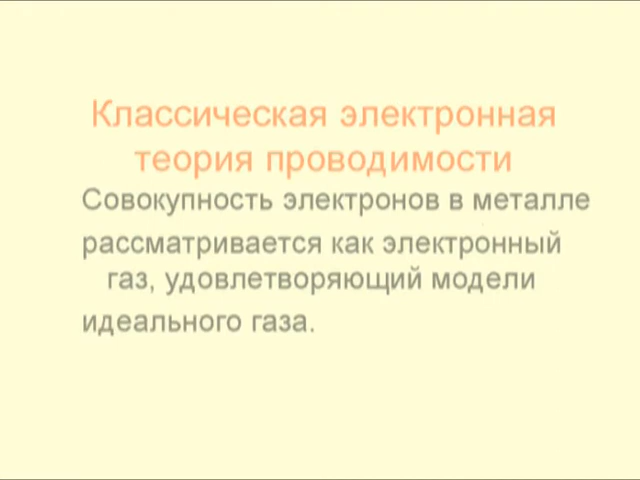 Классическая электронная
теория проводимости
Совокупность электронов в металле
рассматривается как электронный
газ, удовлетворяющий модели
идеального газа.